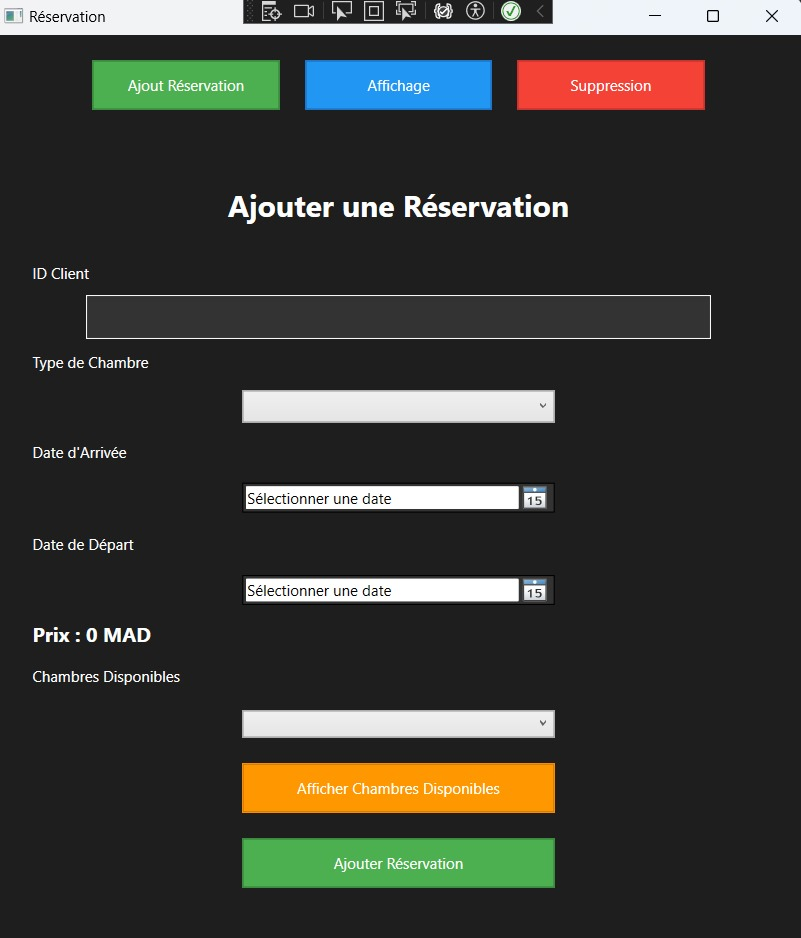 Réservation
Ajout Réservation
Affichage
Suppression
Ajouter une Réservation
ID Client
Type de Chambre
Date d'Arrivée
Sélectionner une date
15
Date de Départ
Sélectionner une date
15
Prix : 0 MAD
Chambres Disponibles
Afficher Chambres Disponibles
Ajouter Réservation